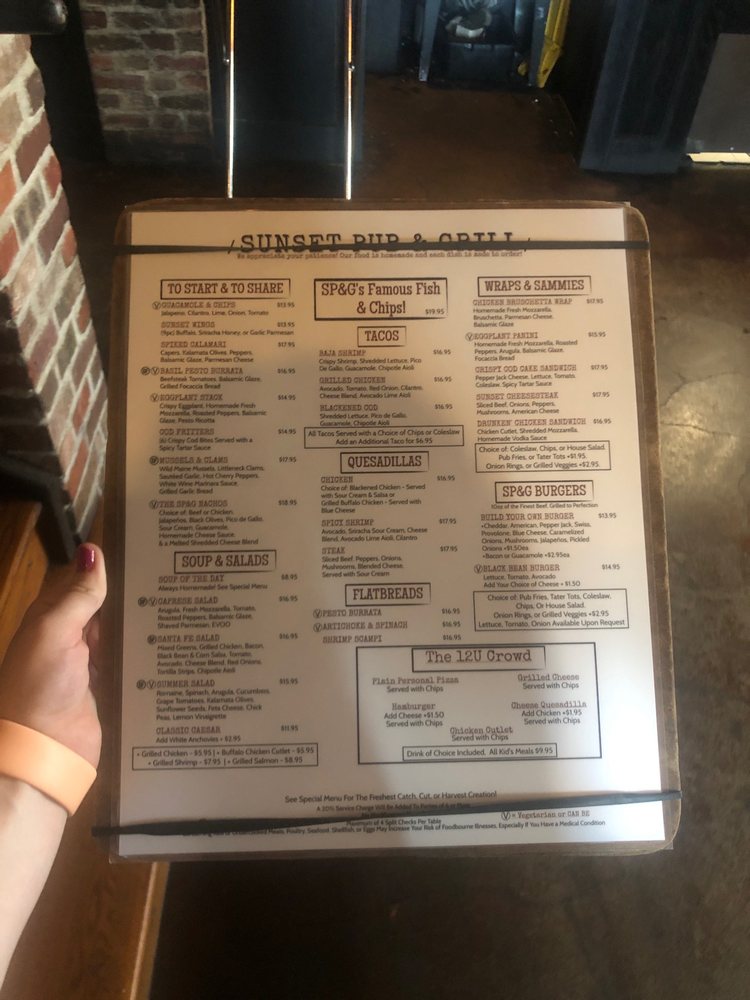 SUNSET PUB & GRILL
We appreciate your patience! Our food is homemade and each dish is made to order!
TO START & TO SHARE
Ⓥ GUACAMOLE & CHIPS $13.95
Jalapeno, Cilantro, Lime, Onion, Tomato
SUNSET WINGS $13.95
(9pc) Buffalo, Sriracha Honey, or Garlic Parmesan
SPIKED CALAMARI $17.95
Capers, Kalamata Olives, Peppers,
Balsamic Glaze, Parmesan Cheese
Ⓥ BASIL PESTO BURRATA $16.95
Beefsteak Tomatoes, Balsamic Glaze,
Grilled Focaccia Bread
Ⓥ EGGPLANT STACK $14.95
Crispy Eggplant, Homemade Fresh
Mozzarella, Roasted Peppers, Balsamic
Glaze, Pesto Ricotta
COD FRITTERS $14.95
(6) Crispy Cod Bites Served with a
Spicy Tartar Sauce
MUSSELS & CLAMS $17.95
Wild Maine Mussels, Littleneck Clams,
Sautéed Garlic, Hot Cherry Peppers,
White Wine Marinara Sauce,
Grilled Garlic Bread
Ⓥ THE SP&G NACHOS $18.95
Choice of: Beef or Chicken,
Jalapeños, Black Olives, Pico de Gallo,
Sour Cream, Guacamole,
Homemade Cheese Sauce,
& a Melted Shredded Cheese Blend
SOUP & SALADS
SOUP OF THE DAY $8.95
Always Homemade! See Special Menu
Ⓥ CAPRESE SALAD $16.95
Arugula, Fresh Mozzarella, Tomato,
Roasted Peppers, Balsamic Glaze,
Shaved Parmesan, EVOO
SANTA FE SALAD $16.95
Mixed Greens, Grilled Chicken, Bacon,
Black Bean & Corn Salsa, Tomato,
Avocado, Cheese Blend, Red Onions,
Tortilla Strips, Chipotle Aioli
Ⓥ SUMMER SALAD $15.95
Romaine, Spinach, Arugula, Cucumbers,
Grape Tomatoes, Kalamata Olives,
Sunflower Seeds, Feta Cheese, Chick
Peas, Lemon Vinaigrette
CLASSIC CAESAR $11.95
Add White Anchovies + $2.95
• Grilled Chicken - $5.95 | • Buffalo Chicken Cutlet - $5.95
• Grilled Shrimp - $7.95 | • Grilled Salmon - $8.95
SP&G's Famous Fish
& Chips! $19.95
TACOS
BAJA SHRIMP $16.95
Crispy Shrimp, Shredded Lettuce, Pico
De Gallo, Guacamole, Chipotle Aioli
GRILLED CHICKEN $16.95
Avocado, Tomato, Red Onion, Cilantro,
Cheese Blend, Avocado Lime Aioli
BLACKENED COD $16.95
Shredded Lettuce, Pico de Gallo,
Guacamole, Chipotle Aioli
All Tacos Served with a Choice of Chips or Coleslaw
Add an Additional Taco for $6.95
QUESADILLAS
CHICKEN $16.95
Choice of: Blackened Chicken - Served
with Sour Cream & Salsa or
Grilled Buffalo Chicken - Served with
Blue Cheese
SPICY SHRIMP $17.95
Avocado, Sriracha Sour Cream, Cheese
Blend, Avocado Lime Aioli, Cilantro
STEAK $17.95
Sliced Beef, Peppers, Onions,
Mushrooms, Blended Cheese,
Served with Sour Cream
FLATBREADS
Ⓥ PESTO BURRATA $16.95
Ⓥ ARTICHOKE & SPINACH $16.95
SHRIMP SCAMPI $16.95
WRAPS & SAMMIES
CHICKEN BRUSCHETTA WRAP $17.95
Homemade Fresh Mozzarella,
Bruschetta, Parmesan Cheese,
Balsamic Glaze
Ⓥ EGGPLANT PANINI $15.95
Homemade Fresh Mozzarella, Roasted
Peppers, Arugula, Balsamic Glaze,
Focaccia Bread
CRISPY COD CAKE SANDWICH $17.95
Pepper Jack Cheese, Lettuce, Tomato,
Coleslaw, Spicy Tartar Sauce
SUNSET CHEESESTEAK $17.95
Sliced Beef, Onions, Peppers,
Mushrooms, American Cheese
DRUNKEN' CHICKEN SANDWICH $16.95
Chicken Cutlet, Shredded Mozzarella,
Homemade Vodka Sauce
Choice of: Coleslaw, Chips, or House Salad.
Pub Fries, or Tater Tots +$1.95.
Onion Rings, or Grilled Veggies +$2.95.
SP&G BURGERS
10oz of the Finest Beef, Grilled to Perfection
BUILD YOUR OWN BURGER $13.95
•Cheddar, American, Pepper Jack, Swiss,
Provolone, Blue Cheese, Caramelized
Onions, Mushrooms, Jalapeños, Pickled
Onions +$1.50ea
•Bacon or Guacamole +$2.95ea
Ⓥ BLACK BEAN BURGER $14.95
Lettuce, Tomato, Avocado
Add Your Choice of Cheese + $1.50
Choice of: Pub Fries, Tater Tots, Coleslaw,
Chips, Or House Salad.
Onion Rings, or Grilled Veggies +$2.95
Lettuce, Tomato, Onion Available Upon Request
The 12U Crowd
Plain Personal Pizza
Served with Chips
Grilled Cheese
Served with Chips
Hamburger
Add Cheese +$1.50
Served with Chips
Cheese Quesadilla
Add Chicken +$1.95
Served with Chips
Chicken Cutlet
Served with Chips
Drink of Choice Included, All Kid's Meals $9.95
See Special Menu For The Freshest Catch, Cut, or Harvest Creation!
A 20% Service Charge Will Be Added To Parties of 6 or More
Maximum of 4 Split Checks Per Table
Ⓥ = Vegetarian or CAN BE
Undercooked Meats, Poultry, Seafood, Shellfish, or Eggs May Increase Your Risk of Foodbourne Illnesses, Especially If You Have a Medical Condition